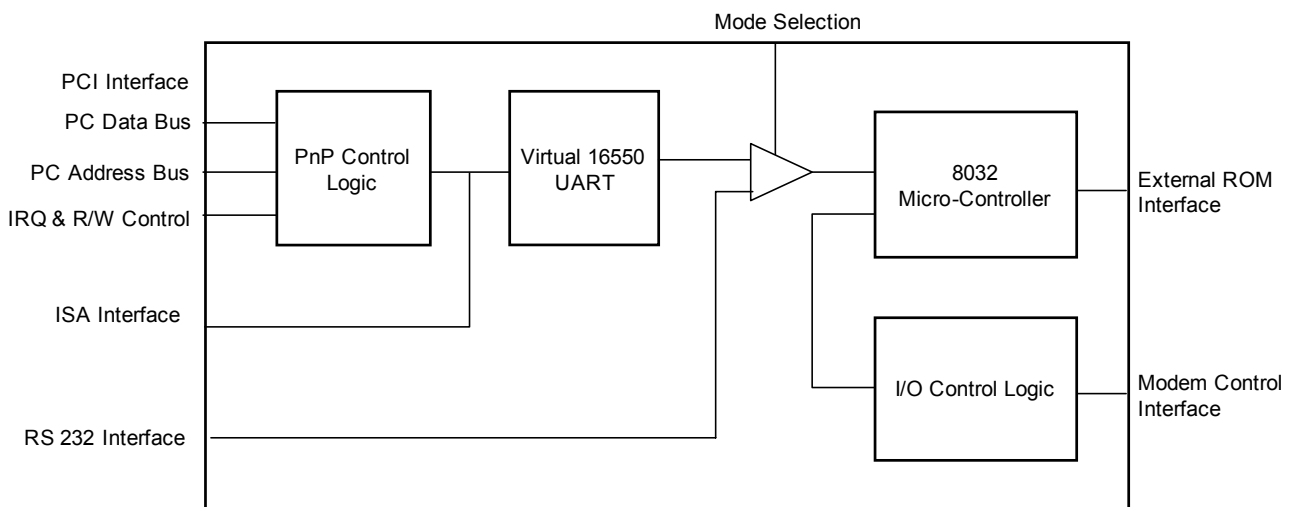 Mode Selection
PCI Interface
PC Data Bus
PC Address Bus
IRQ & R/W Control
ISA Interface
RS 232 Interface
PnP Control
Logic
Virtual 16550
UART
8032
Micro-Controller
I/O Control Logic
External ROM
Interface
Modem Control
Interface